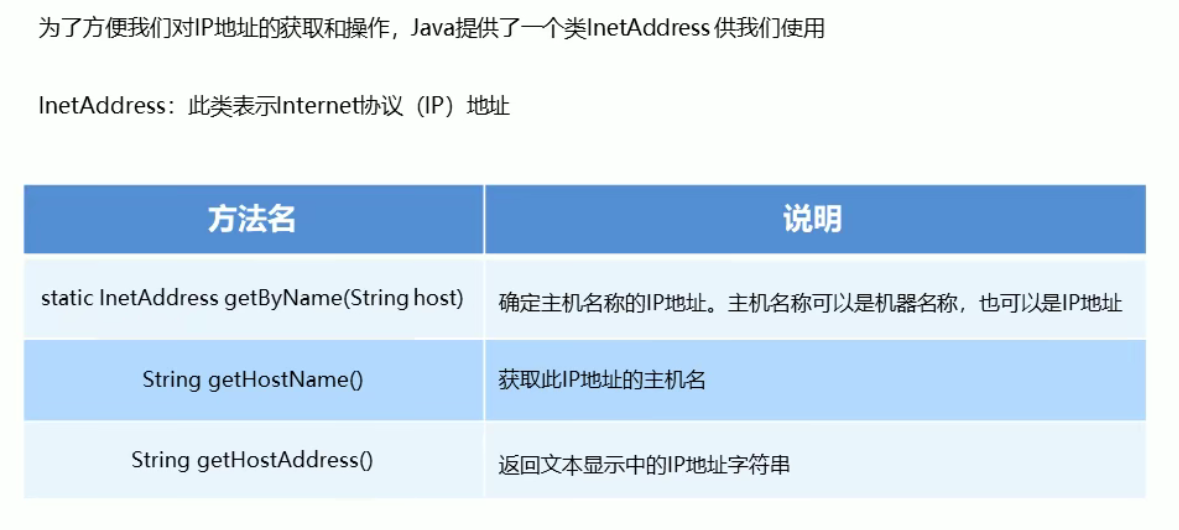 为了方便我们对IP地址的获取和操作，Java提供了一个类InetAddress 供我们使用
InetAddress：此类表示Internet协议（IP）地址
方法名 说明
static InetAddress getByName(String host) 确定主机名称的IP地址。主机名称可以是机器名称，也可以是IP地址
String getHostName() 获取此IP地址的主机名
String getHostAddress() 返回文本显示中的IP地址字符串